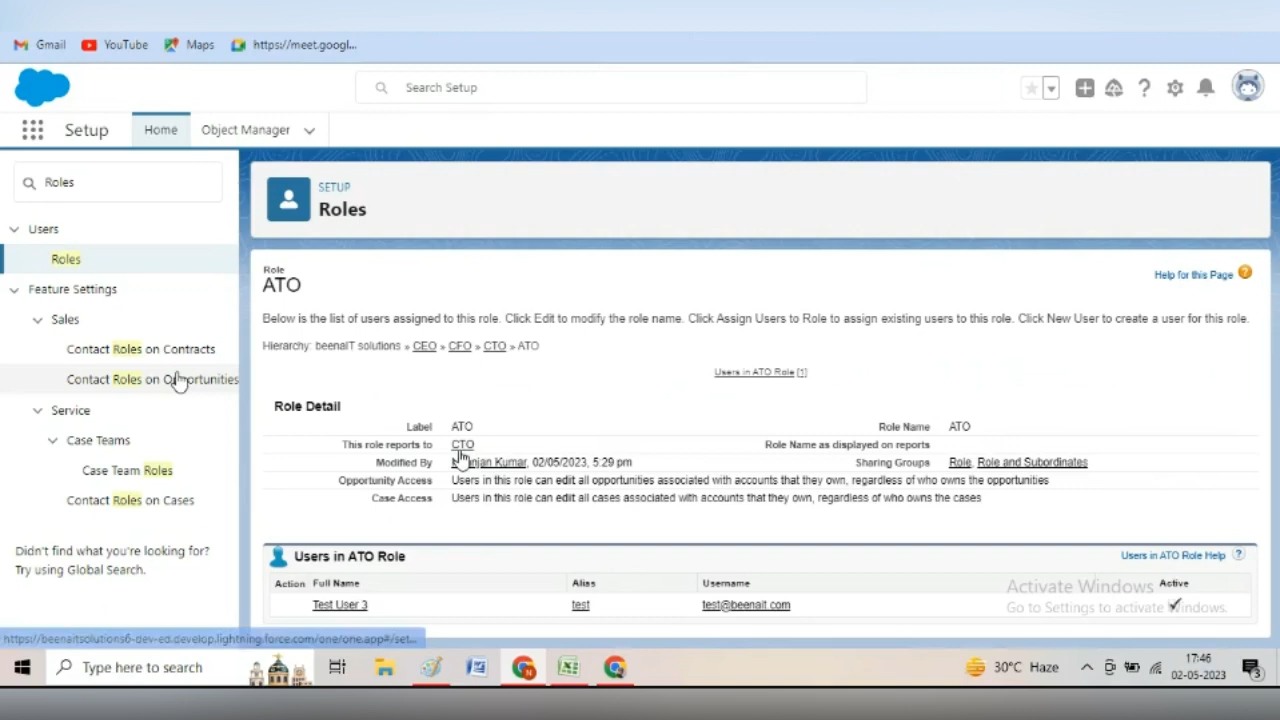 Gmail YouTube Maps https://meet.googl...
Search Setup
Setup Home Object Manager
Roles
Users
Roles
Feature Settings
Sales
Contact Roles on Contracts
Contact Roles on Opportunities
Service
Case Teams
Case Team Roles
Contact Roles on Cases
Didn't find what you're looking for?
Try using Global Search.
SETUP
Roles
Role
ATO
Help for this Page
Below is the list of users assigned to this role. Click Edit to modify the role name. Click Assign Users to Role to assign existing users to this role. Click New User to create a user for this role.
Hierarchy: beenaIT solutions » CEO » CFO » CTO » ATO
Users in ATO Role [1]
Role Detail
Label ATO Role Name ATO
This role reports to CTO Role Name as displayed on reports
Modified By Kumar, 02/05/2023, 5:29 pm Sharing Groups Role, Role and Subordinates
Opportunity Access Users in this role can edit all opportunities associated with accounts that they own, regardless of who owns the opportunities
Case Access Users in this role can edit all cases associated with accounts that they own, regardless of who owns the cases
Users in ATO Role Users in ATO Role Help
Action Full Name Alias Username Active
Test User 3 test test@beenait.com
Activate Windows
Go to Settings to activate Windows.
https://beenaitsolutions6-dev-ed.develop.lightning.force.com/one/one.app#/set...
Type here to search 30°C Haze 17:46
02-05-2023
3